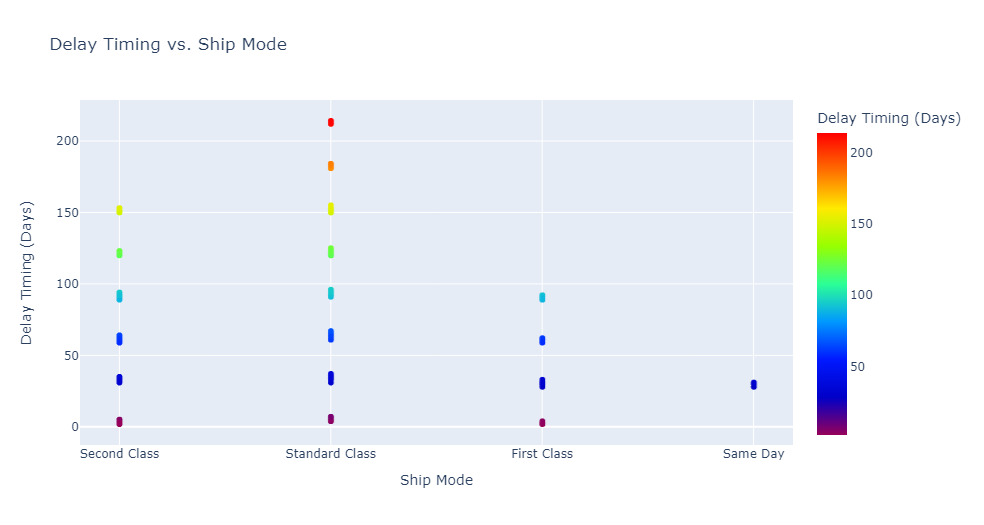 Delay Timing vs. Ship Mode
Delay Timing (Days)
200
150
100
50
0
Second Class
Standard Class
First Class
Same Day
Ship Mode
Delay Timing (Days)
200
150
100
50